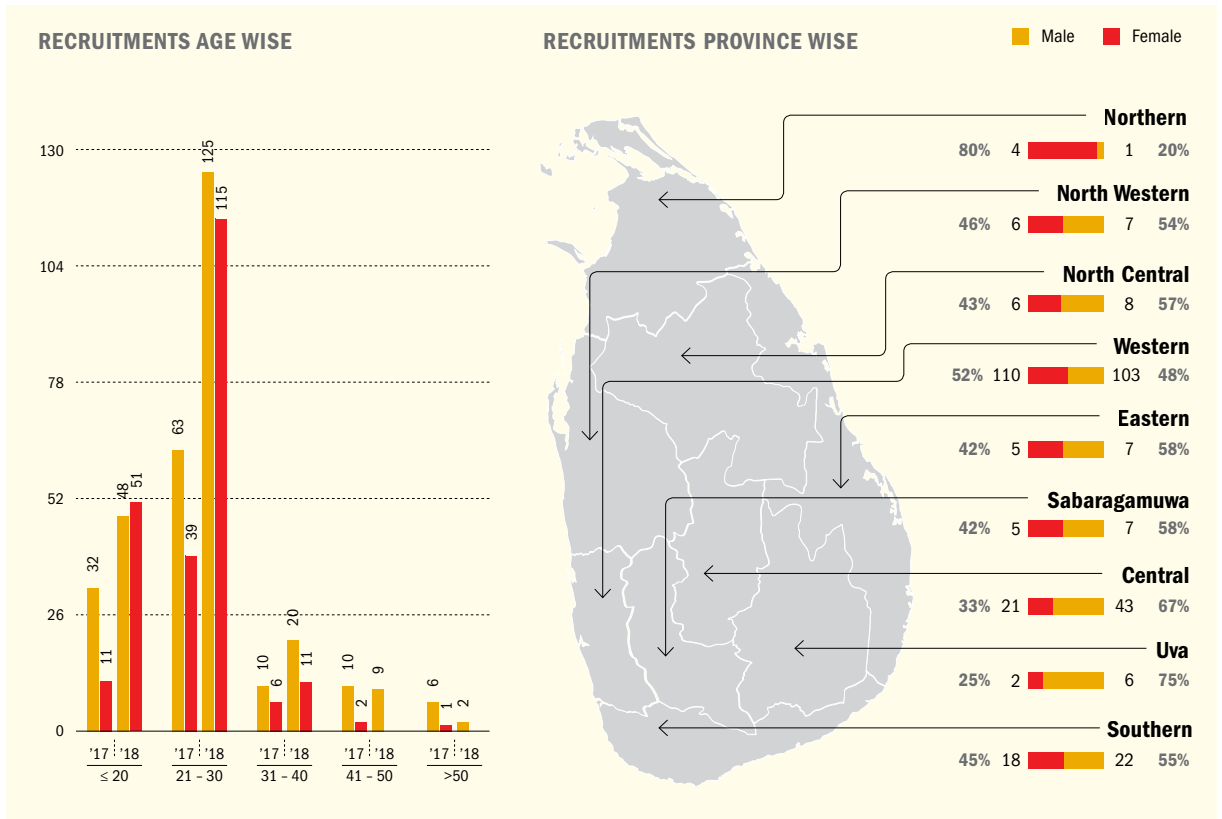 RECRUITMENTS AGE WISE
130
104
78
52
26
0
32
11
48
51
63
39
125
115
10
6
20
11
10
2
9
6
1
2
’17 ’18
≤ 20
’17 ’18
21 – 30
’17 ’18
31 – 40
’17 ’18
41 – 50
’17 ’18
>50
RECRUITMENTS PROVINCE WISE
Male Female
Northern
80% 4 1 20%
North Western
46% 6 7 54%
North Central
43% 6 8 57%
Western
52% 110 103 48%
Eastern
42% 5 7 58%
Sabaragamuwa
42% 5 7 58%
Central
33% 21 43 67%
Uva
25% 2 6 75%
Southern
45% 18 22 55%